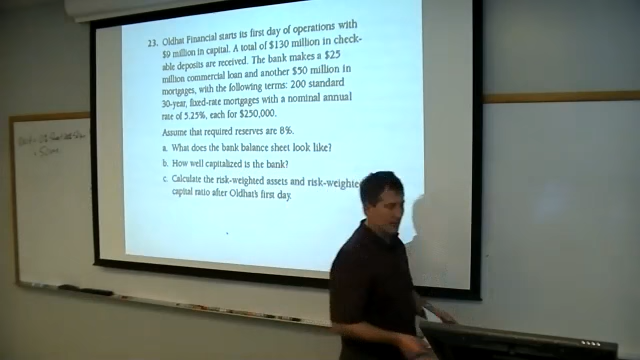 23. Oldhat Financial starts its first day of operations with
$9 million in capital. A total of $130 million in check-
able deposits are received. The bank makes a $25
million commercial loan and another $50 million in
mortgages, with the following terms: 200 standard
30-year, fixed-rate mortgages with a nominal annual
rate of 5.25%, each for $250,000.
Assume that required reserves are 8%.
a. What does the bank balance sheet look like?
b. How well capitalized is the bank?
c. Calculate the risk-weighted assets and risk-weighte
capital ratio after Oldhat's first day.